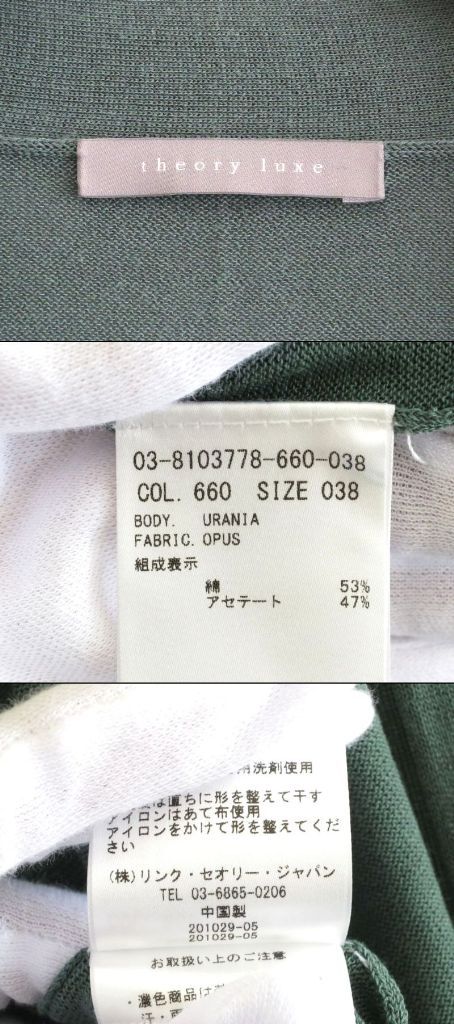 theory luxe
03-8103778-660-038
COL. 660 SIZE 038
BODY. URANIA
FABRIC. OPUS
組成表示
綿 53%
アセテート 47%
用洗剤使用
は直ちに形を整えて干す
アイロンはあて布使用
アイロンをかけて形を整えてくだ
さい
(株)リンク・セオリー・ジャパン
TEL 03-6865-0206
中国製
201029-05
201029-05
お取扱い上のご注意
・濃色商品は
汗・